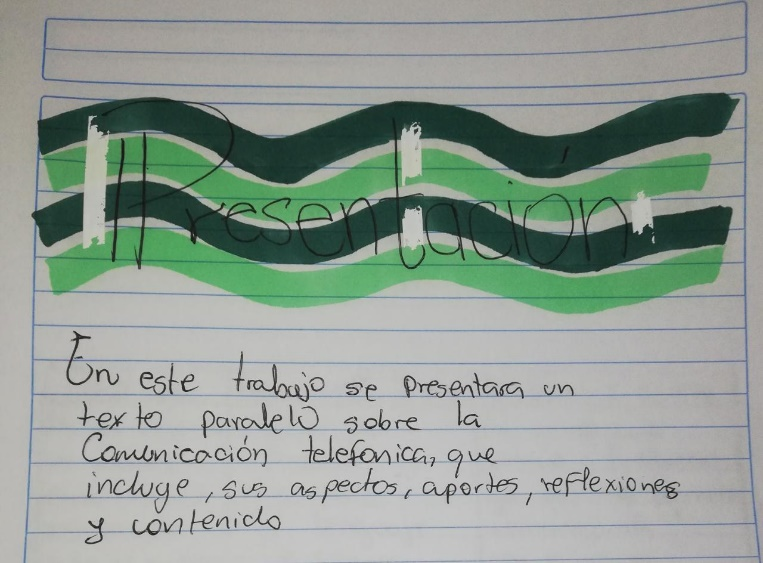 Presentación
En este trabajo se presentara un
texto paralelo sobre la
Comunicación telefonica, que
incluye, sus aspectos, aportes, reflexiones
y contenido